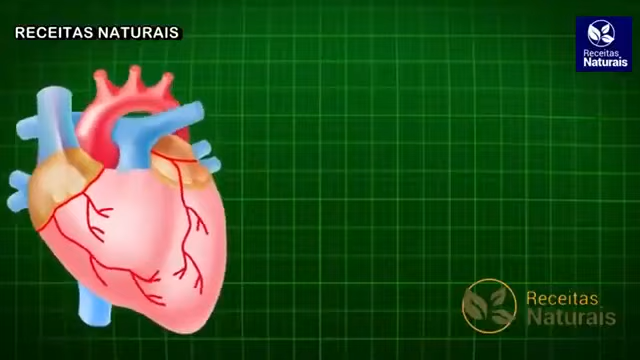 RECEITAS NATURAIS
Receitas
Naturais
Receitas
Naturais